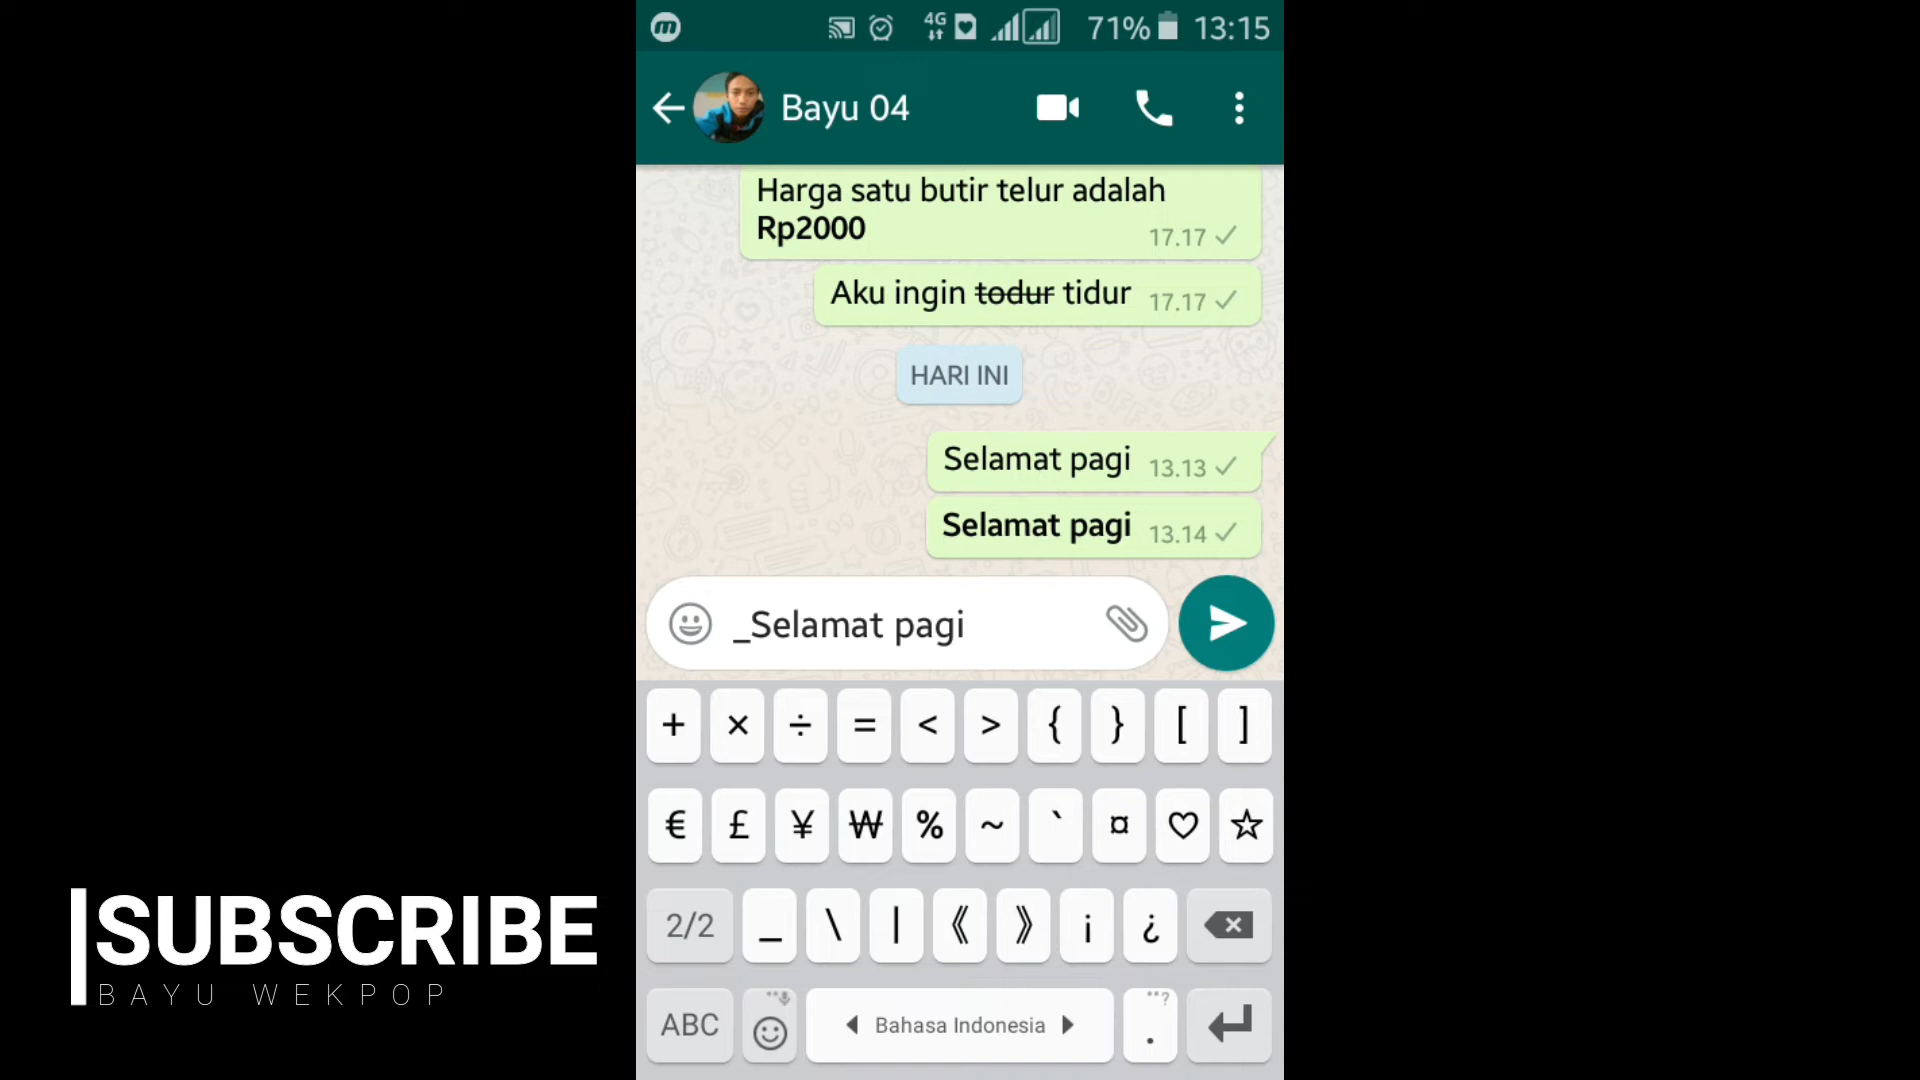 4G 71% 13:15
Bayu 04
Harga satu butir telur adalah
Rp2000 17.17
Aku ingin todur tidur 17.17
HARI INI
Selamat pagi 13.13
Selamat pagi 13.14
_Selamat pagi
+ × ÷ = < > { } [ ]
€ £ ¥ ₩ % ~ ` ¤ ♡ ☆
2/2 _ \ | 《 》 ¡ ¿
ABC Bahasa Indonesia .
SUBSCRIBE
BAYU WEKPOP